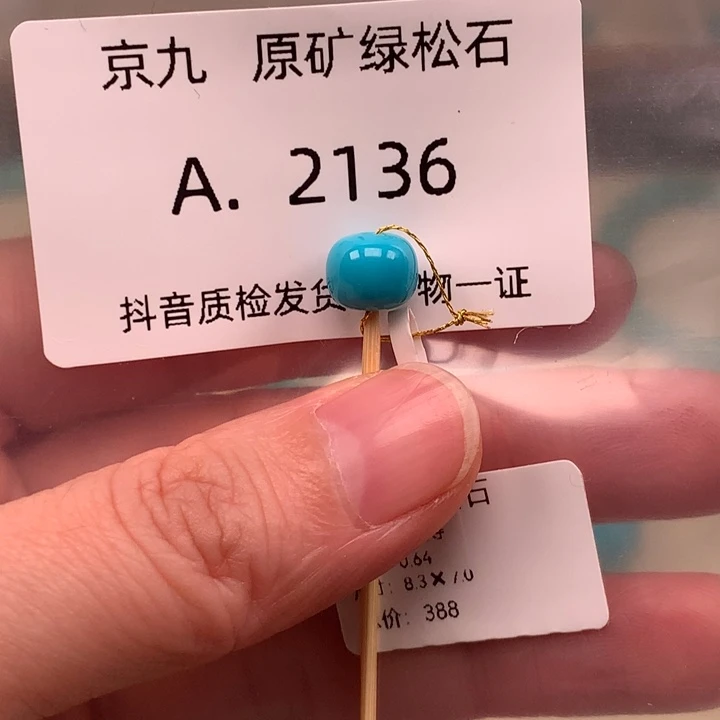 京九 原矿绿松石
A. 2136
抖音质检发货 物一证
石
0.64
寸: 8.3×7.0
价: 388